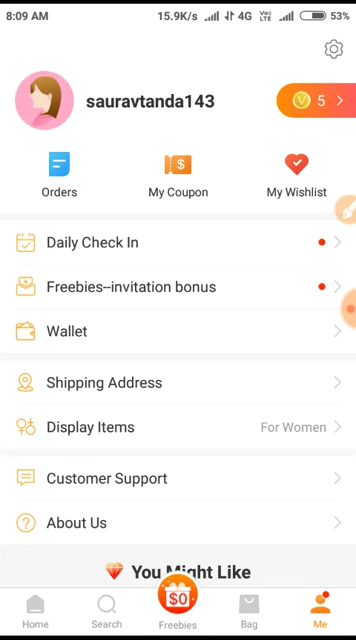 8:09 AM 15.9K/s 4G VoLTE 53%
sauravtanda143
V 5
$
Orders My Coupon My Wishlist
Daily Check In
Freebies--invitation bonus
Wallet
Shipping Address
Display Items For Women
Customer Support
? About Us
You Might Like
$0
Home Search Freebies Bag Me